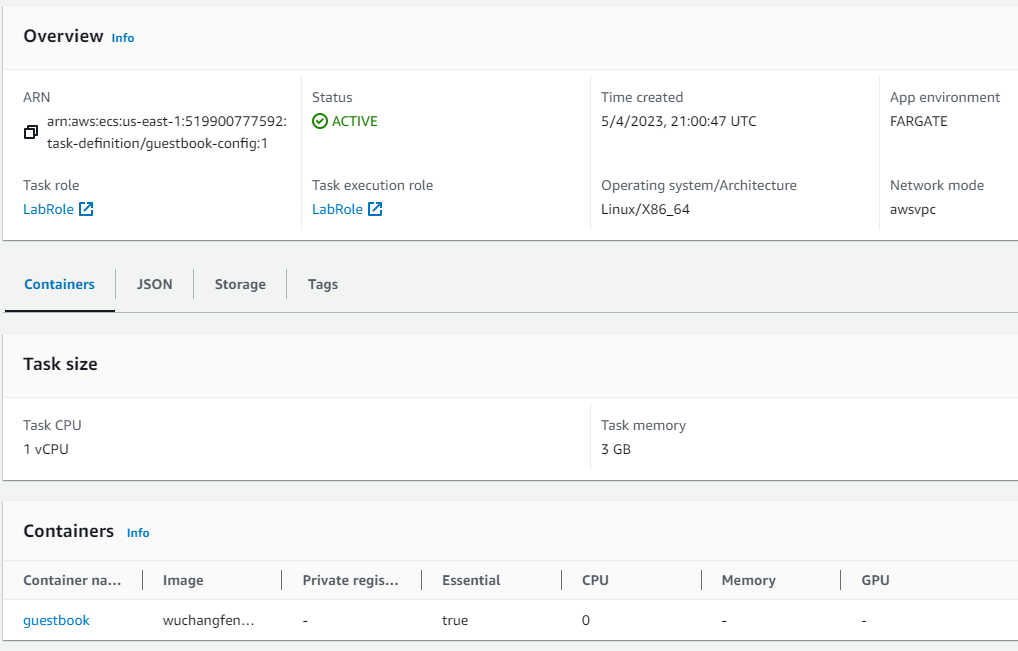 Overview Info
ARN Status Time created App environment
arn:aws:ecs:us-east-1:519900777592: ACTIVE 5/4/2023, 21:00:47 UTC FARGATE
task-definition/guestbook-config:1
Task role Task execution role Operating system/Architecture Network mode
LabRole LabRole Linux/X86_64 awsvpc
Containers JSON Storage Tags
Task size
Task CPU Task memory
1 vCPU 3 GB
Containers Info
Container na... Image Private regis... Essential CPU Memory GPU
guestbook wuchangfen... - true 0 - -